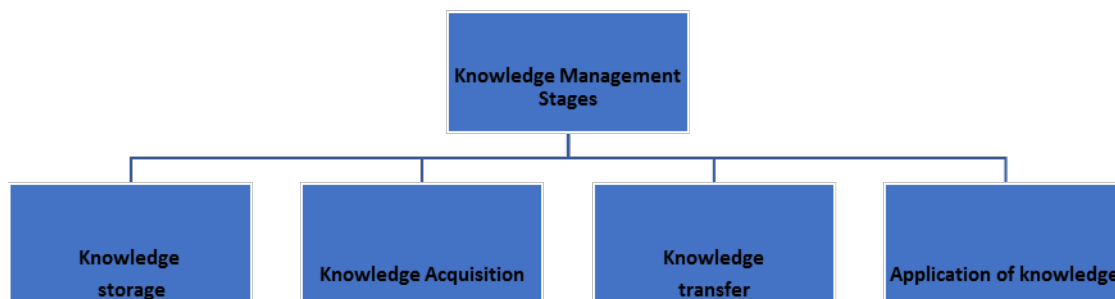 Knowledge Management
Stages
Knowledge
storage
Knowledge Acquisition
Knowledge
transfer
Application of knowledge